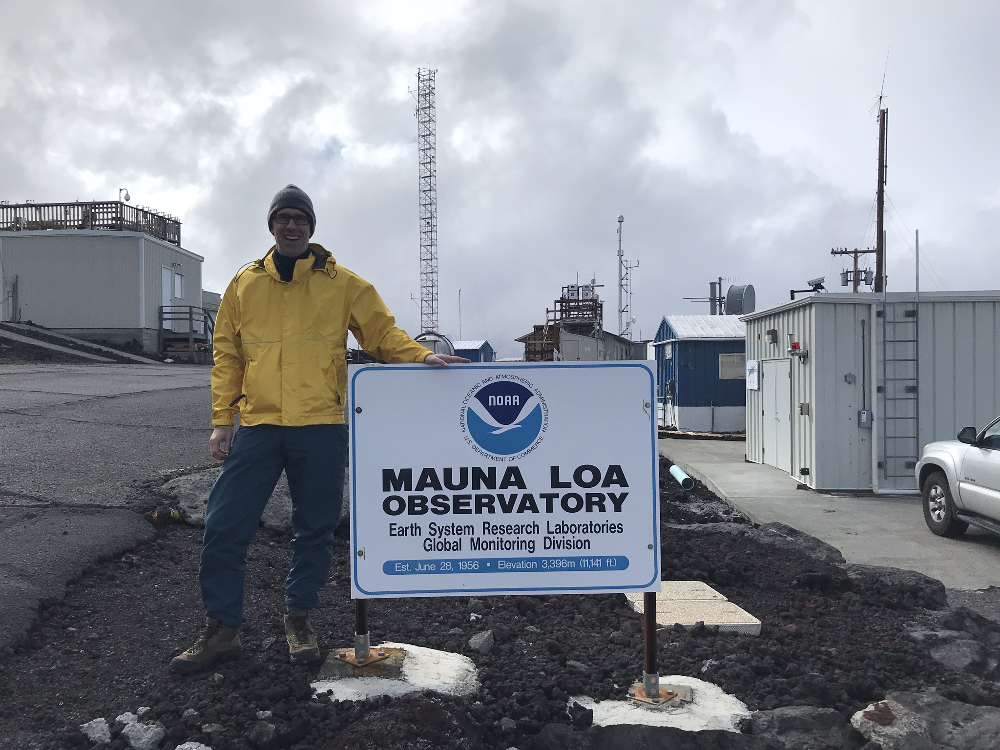 NATIONAL OCEANIC AND ATMOSPHERIC ADMINISTRATION
U.S. DEPARTMENT OF COMMERCE
NOAA
MAUNA LOA
OBSERVATORY
Earth System Research Laboratories
Global Monitoring Division
Est. June 28, 1956 • Elevation 3,396m (11,141 ft.)